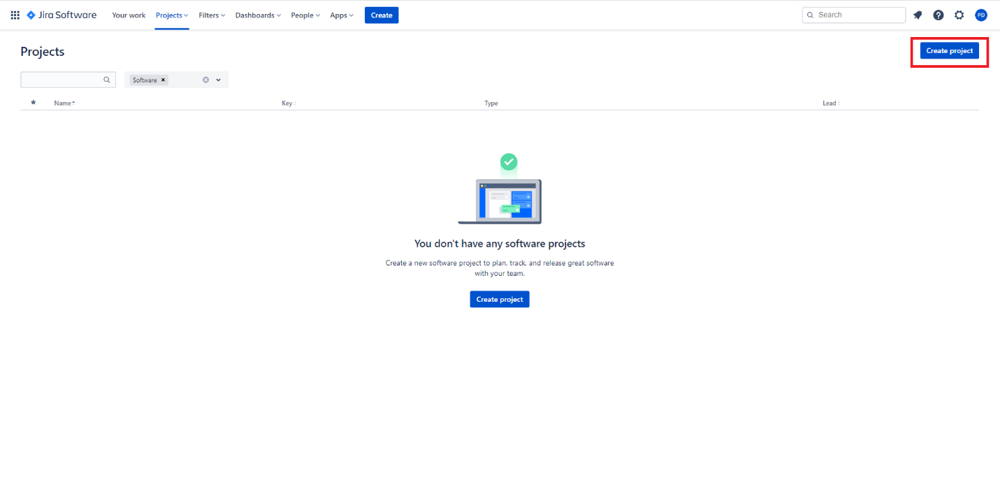 Jira Software Your work Projects Filters Dashboards People Apps Create Search PD
Projects
Create project
Software
Name Key Type Lead
You don't have any software projects
Create a new software project to plan, track, and release great software
with your team.
Create project